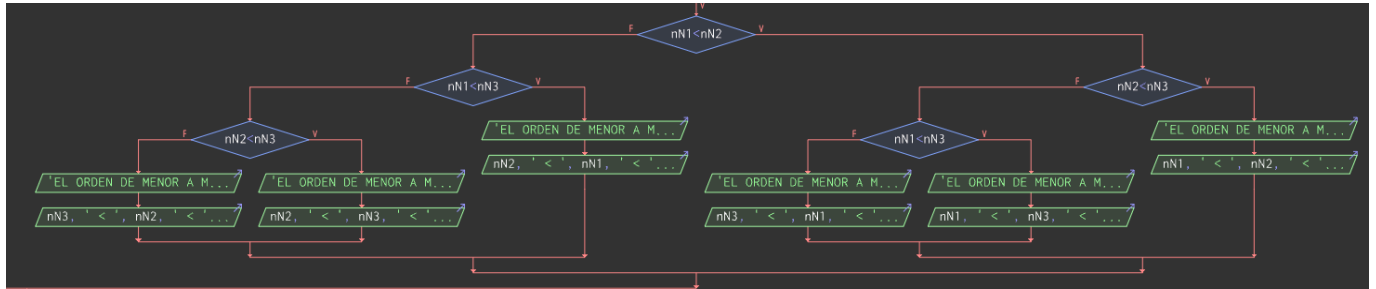 V
nN1<nN2
F
V
nN1<nN3
F
V
nN2<nN3
F
V
nN2<nN3
F
V
nN1<nN3
F
V
'EL ORDEN DE MENOR A M...
nN2, ' < ', nN1, ' < '...
'EL ORDEN DE MENOR A M...
nN1, ' < ', nN2, ' < '...
'EL ORDEN DE MENOR A M...
nN3, ' < ', nN2, ' < '...
'EL ORDEN DE MENOR A M...
nN2, ' < ', nN3, ' < '...
'EL ORDEN DE MENOR A M...
nN3, ' < ', nN1, ' < '...
'EL ORDEN DE MENOR A M...
nN1, ' < ', nN3, ' < '...